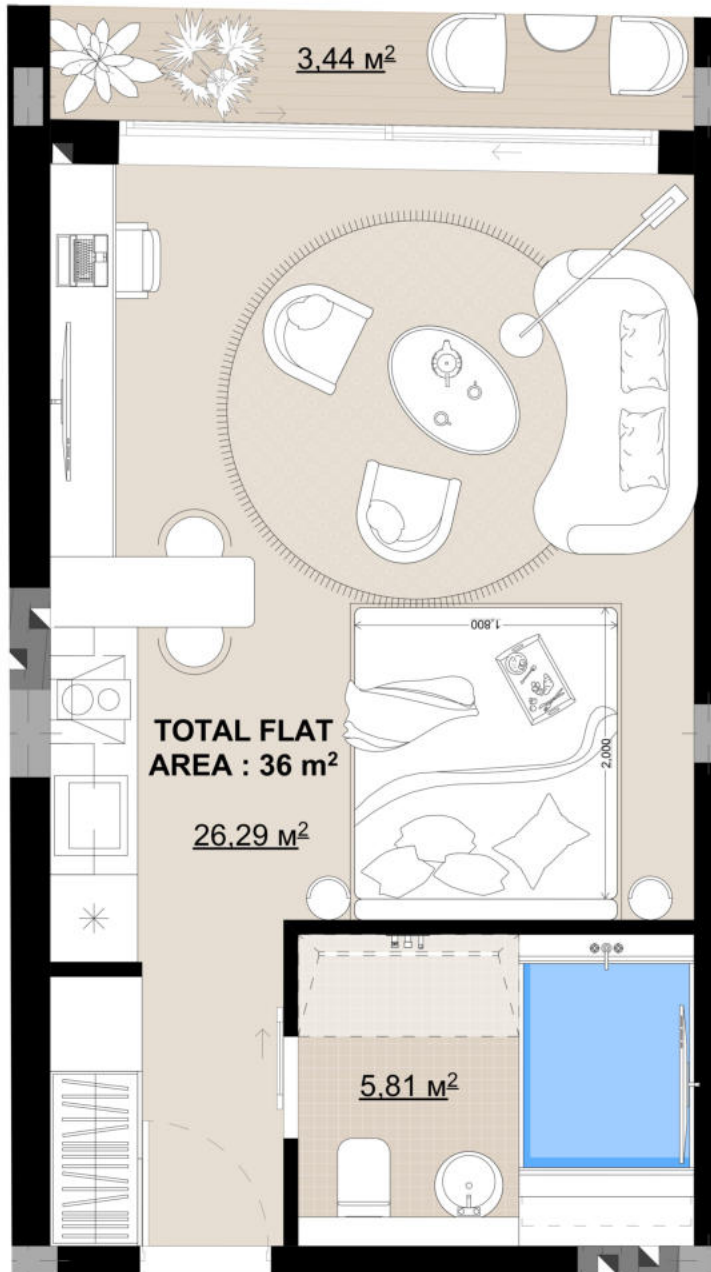 3,44 м²
1,800
2,000
TOTAL FLAT
AREA : 36 m²
26,29 м²
5,81 м²